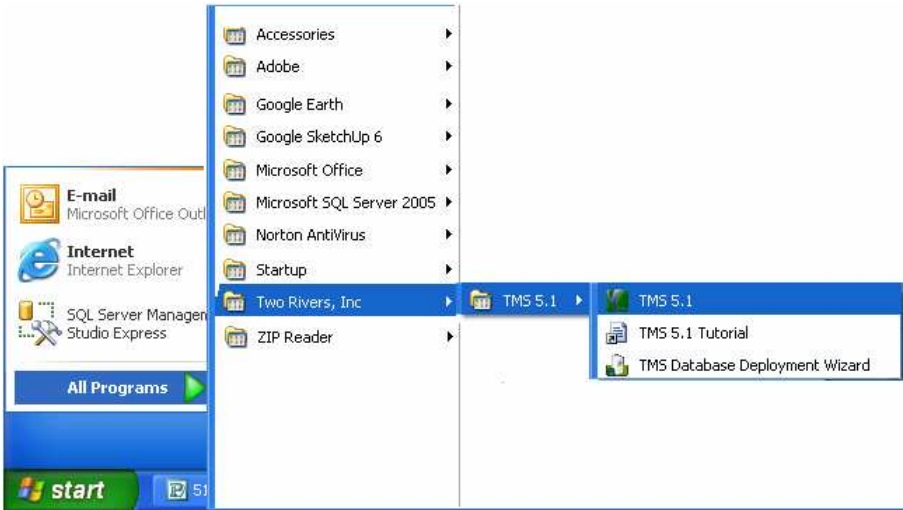 Accessories
Adobe
Google Earth
Google SketchUp 6
Microsoft Office
Microsoft SQL Server 2005
Norton AntiVirus
Startup
Two Rivers, Inc
ZIP Reader
TMS 5.1
TMS 5.1
TMS 5.1 Tutorial
TMS Database Deployment Wizard
E-mail
Microsoft Office Outl
Internet
Internet Explorer
SQL Server Managem
Studio Express
All Programs
start
51